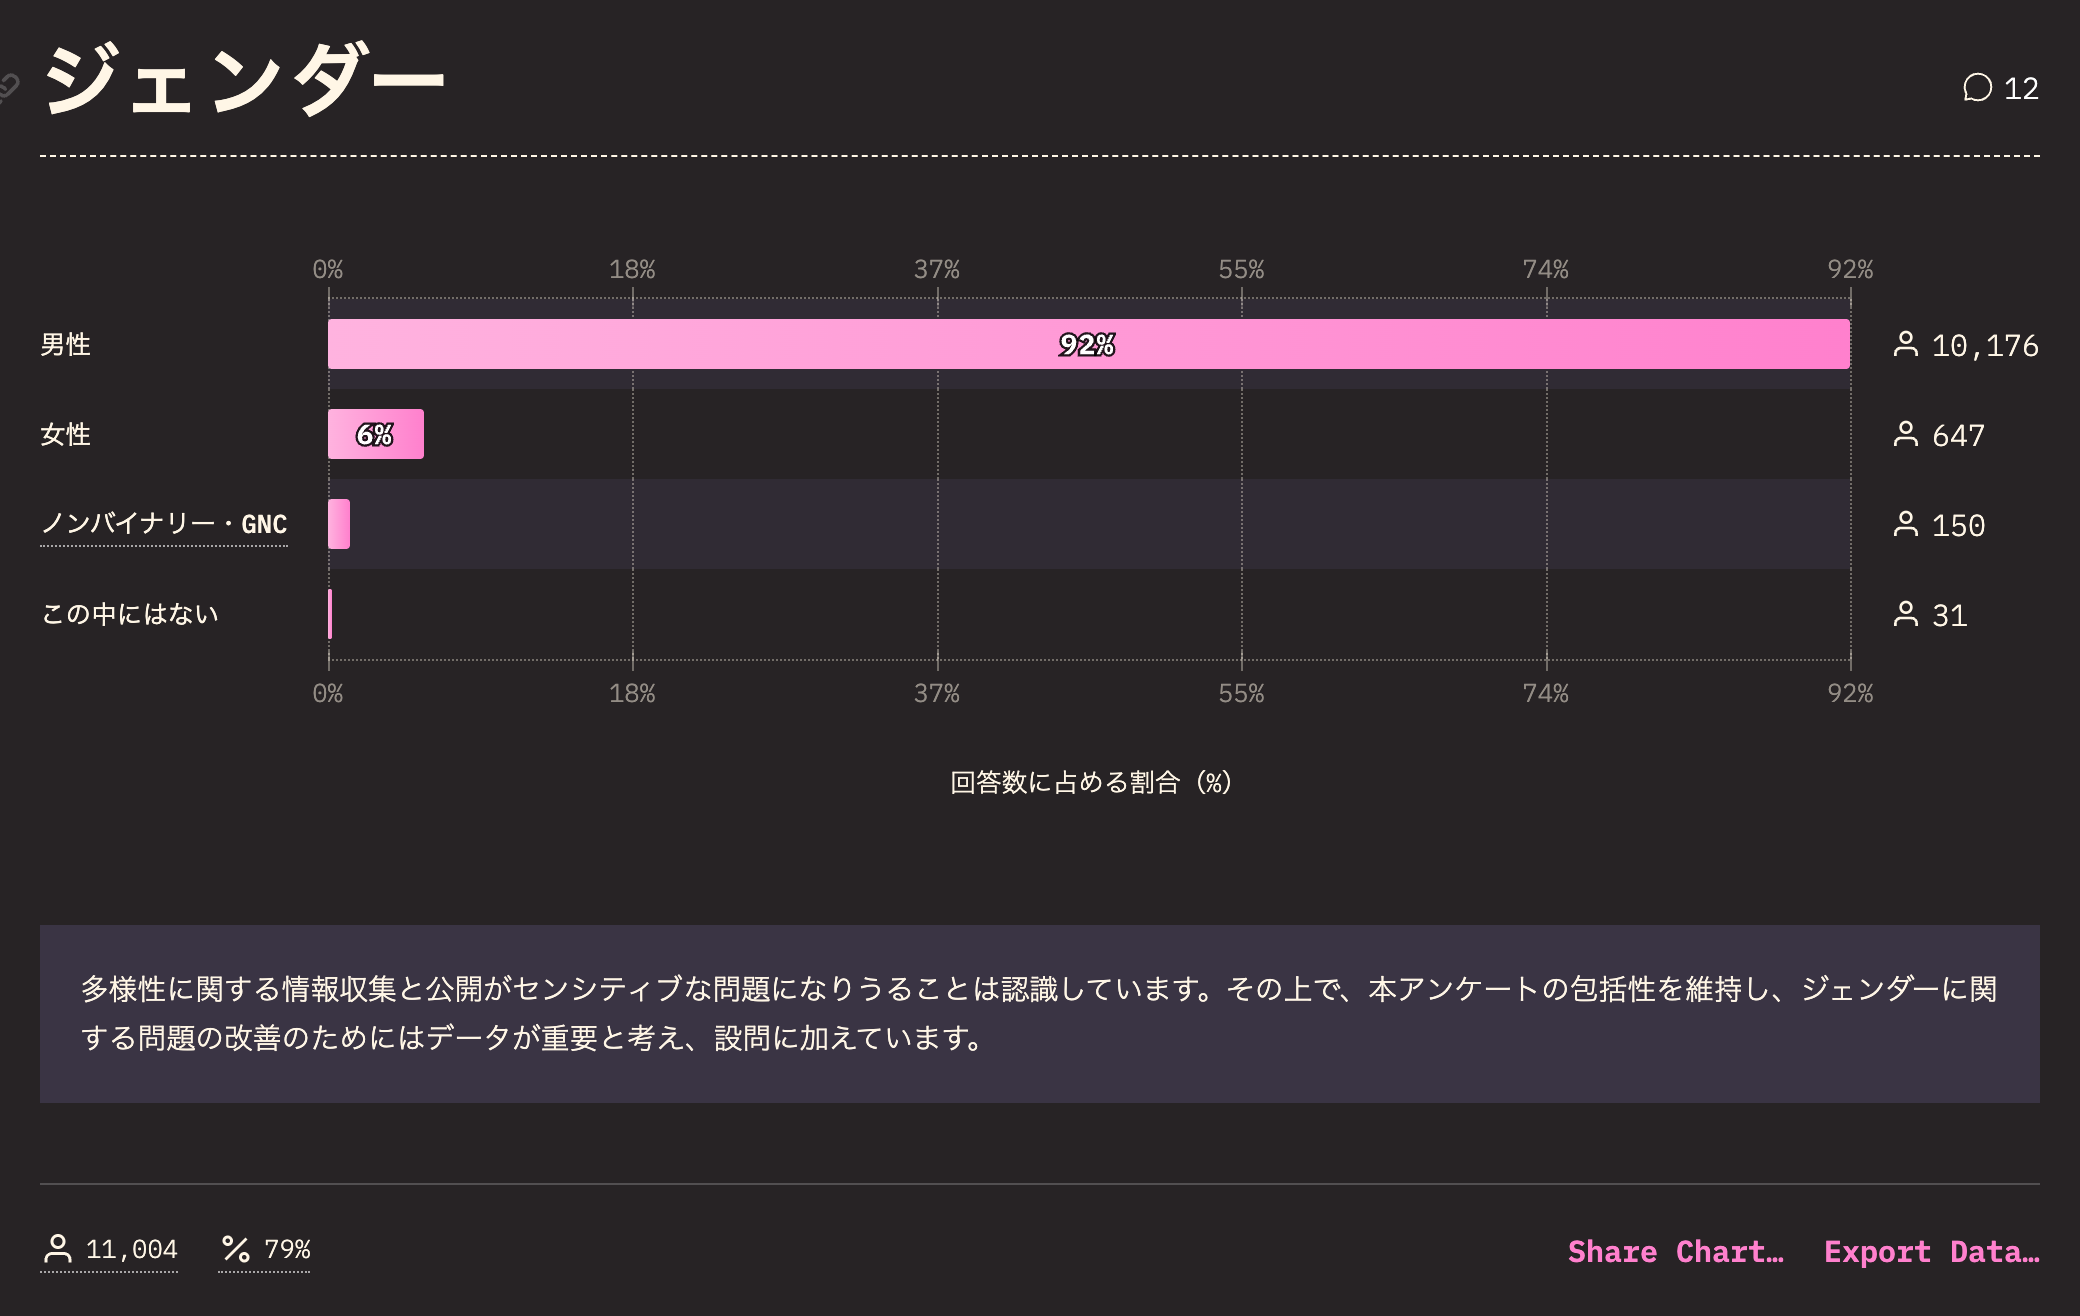 ジェンダー
12
0% 18% 37% 55% 74% 92%
男性 92% 10,176
女性 6% 647
ノンバイナリー・GNC 150
この中にはない 31
0% 18% 37% 55% 74% 92%
回答数に占める割合（%）
多様性に関する情報収集と公開がセンシティブな問題になりうることは認識しています。その上で、本アンケートの包括性を維持し、ジェンダーに関
する問題の改善のためにはデータが重要と考え、設問に加えています。
11,004 79% Share Chart… Export Data…